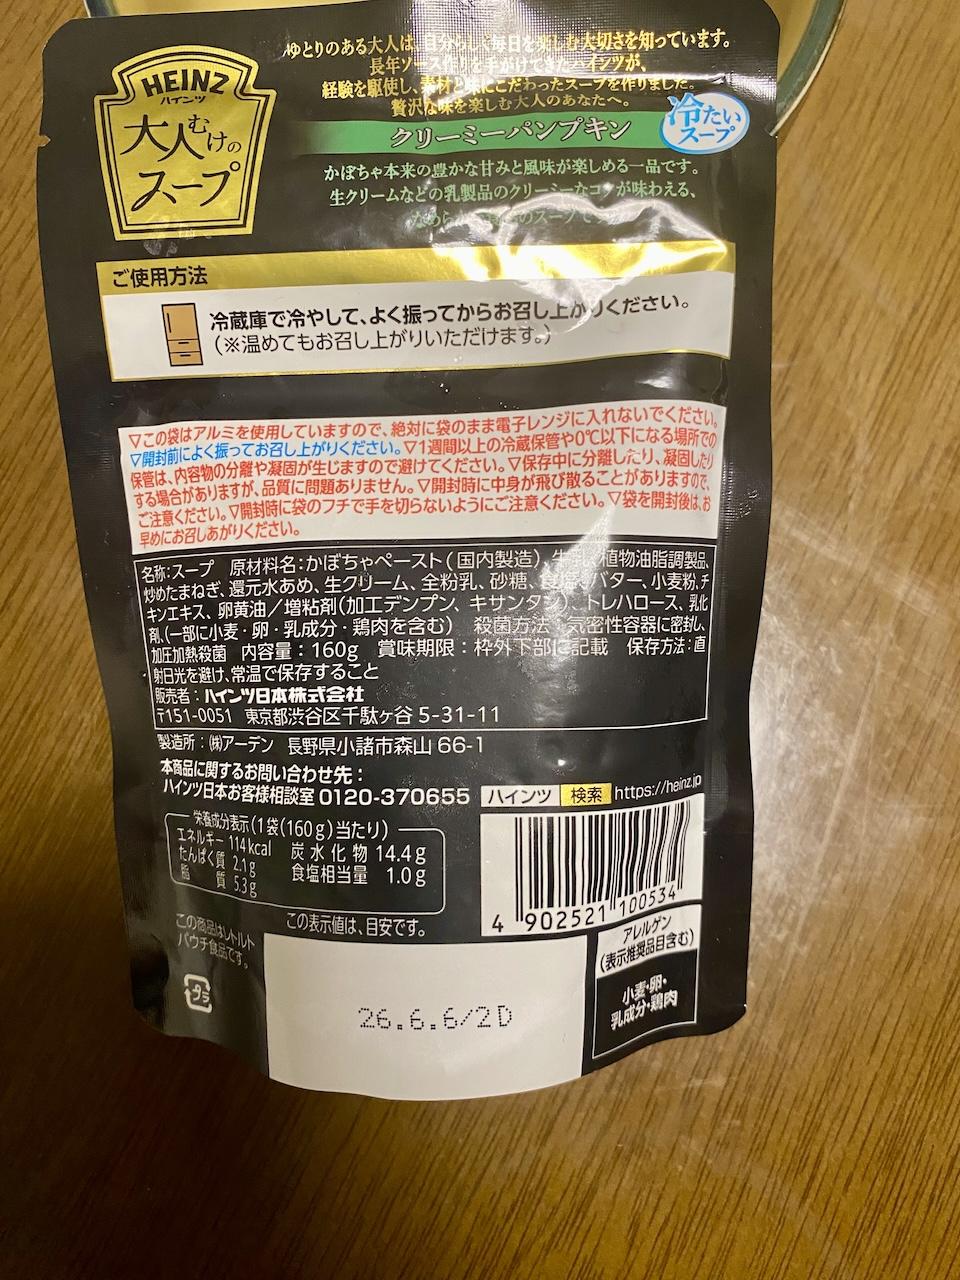 HEINZ
ハインツ
大人むけの
スープ
ゆとりのある大人は、自分らしく毎日を楽しむ大切さを知っています。
長年ソース作りを手がけてきたハインツが、
経験を駆使し、素材と味にこだわったスープを作りました。
贅沢な味を楽しむ大人のあなたへ。
クリーミーパンプキン
冷たい
スープ
かぼちゃ本来の豊かな甘みと風味が楽しめる一品です。
生クリームなどの乳製品のクリーミーなコクが味わえる、
なめらか のスープです。
ご使用方法
冷蔵庫で冷やして、よく振ってからお召し上がりください。
(※温めてもお召し上がりいただけます。)
▽この袋はアルミを使用していますので、絶対に袋のまま電子レンジに入れないでください。
▽開封前によく振ってお召し上がりください。▽1週間以上の冷蔵保管や0℃以下になる場所での
保管は、内容物の分離や凝固が生じますので避けてください。▽保存中に分離したり、凝固したり
する場合がありますが、品質に問題ありません。▽開封時に中身が飛び散ることがありますので、
ご注意ください。▽開封時に袋のフチで手を切らないようにご注意ください。▽袋を開封後は、お
早めにお召しあがりください。
名称:スープ 原材料名:かぼちゃペースト(国内製造)、牛乳、植物油脂調製品、
炒めたまねぎ、還元水あめ、生クリーム、全粉乳、砂糖、食塩、バター、小麦粉、チ
キンエキス、卵黄油/増粘剤(加工デンプン、キサンタン)、トレハロース、乳化
剤、(一部に小麦・卵・乳成分・鶏肉を含む) 殺菌方法:気密性容器に密封し、
加圧加熱殺菌 内容量:160g 賞味期限:枠外下部に記載 保存方法:直
射日光を避け、常温で保存すること
販売者:ハインツ日本株式会社
〒151-0051 東京都渋谷区千駄ヶ谷 5-31-11
製造所:㈱アーデン 長野県小諸市森山 66-1
本商品に関するお問い合わせ先:
ハインツ日本お客様相談室 0120-370655
ハインツ 検索 https://heinz.jp
栄養成分表示(1袋(160g)当たり)
エネルギー 114kcal 炭水化物 14.4g
たんぱく質 2.1g 食塩相当量 1.0g
脂質 5.3g
この表示値は、目安です。
4 902521 100534
この商品はレトルト
パウチ食品です。
プラ
アレルゲン
(表示推奨品目含む)
小麦・卵・
乳成分・鶏肉
26.6.6/2D